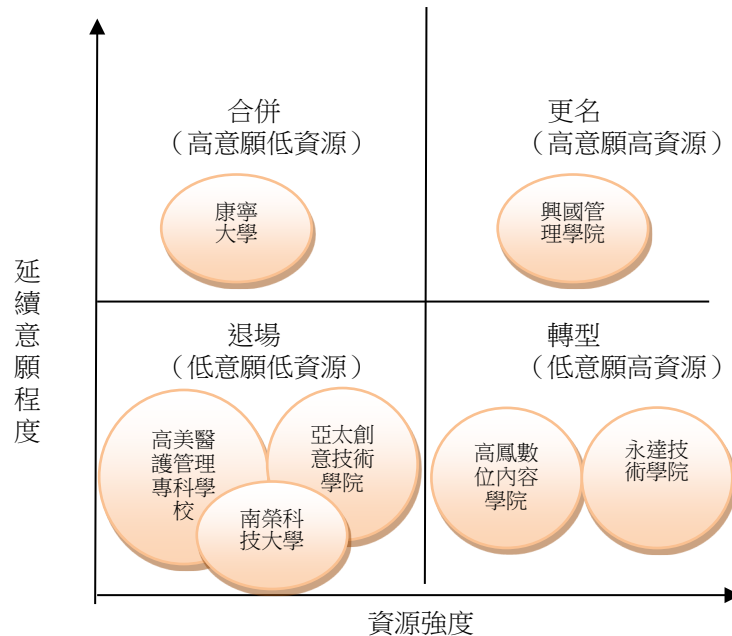 合併
（高意願低資源）
更名
（高意願高資源）
康寧
大學
興國管
理學院
延
續
意
願
程
度
退場
（低意願低資源）
轉型
（低意願高資源）
高美醫
護管理
專科學
校
亞太創
意技術
學院
南榮科
技大學
高鳳數
位內容
學院
永達技
術學院
資源強度